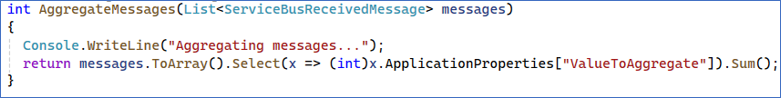 int AggregateMessages(List<ServiceBusReceivedMessage> messages)
{
Console.WriteLine("Aggregating messages...");
return messages.ToArray().Select(x => (int)x.ApplicationProperties["ValueToAggregate"]).Sum();
}